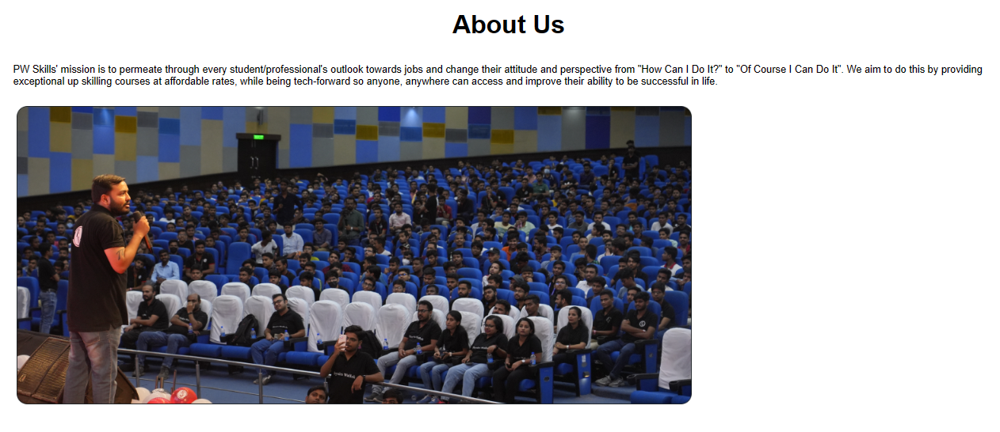 About Us
PW Skills' mission is to permeate through every student/professional's outlook towards jobs and change their attitude and perspective from "How Can I Do It?" to "Of Course I Can Do It". We aim to do this by providing
exceptional up skilling courses at affordable rates, while being tech-forward so anyone, anywhere can access and improve their ability to be successful in life.